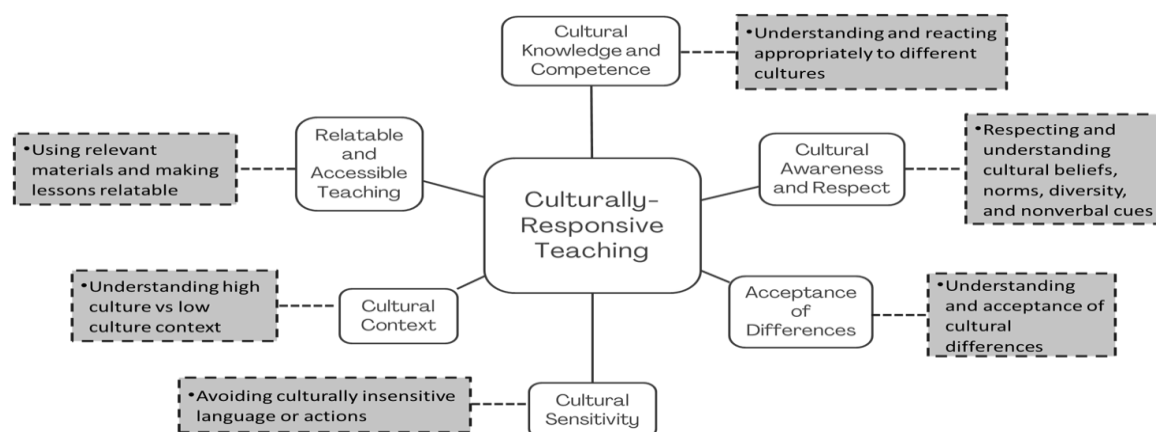 Cultural
Knowledge and
Competence
•Understanding and reacting
appropriately to different
cultures
Relatable
and
Accessible
Teaching
•Using relevant
materials and making
lessons relatable
Cultural
Awareness
and Respect
•Respecting and
understanding
cultural beliefs,
norms, diversity,
and nonverbal cues
Culturally-
Responsive
Teaching
•Understanding high
culture vs low
culture context
Cultural
Context
Acceptance
of
Differences
•Understanding
and acceptance of
cultural
differences
•Avoiding culturally insensitive
language or actions
Cultural
Sensitivity